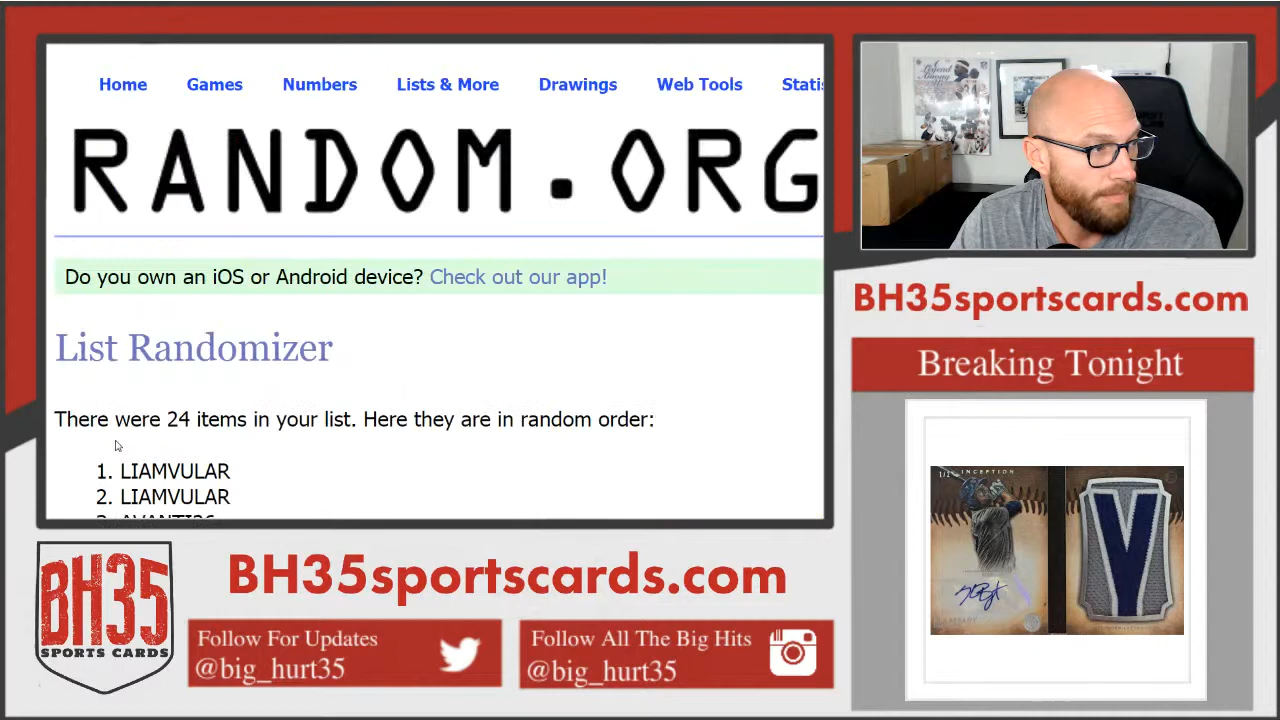 Home Games Numbers Lists & More Drawings Web Tools Statis
RANDOM.ORG
Do you own an iOS or Android device? Check out our app!
List Randomizer
There were 24 items in your list. Here they are in random order:
1. LIAMVULAR
2. LIAMVULAR
BH35sportscards.com
Breaking Tonight
INCEPTION
V
BH35
SPORTS CARDS
BH35sportscards.com
Follow For Updates
@big_hurt35
Follow All The Big Hits
@big_hurt35